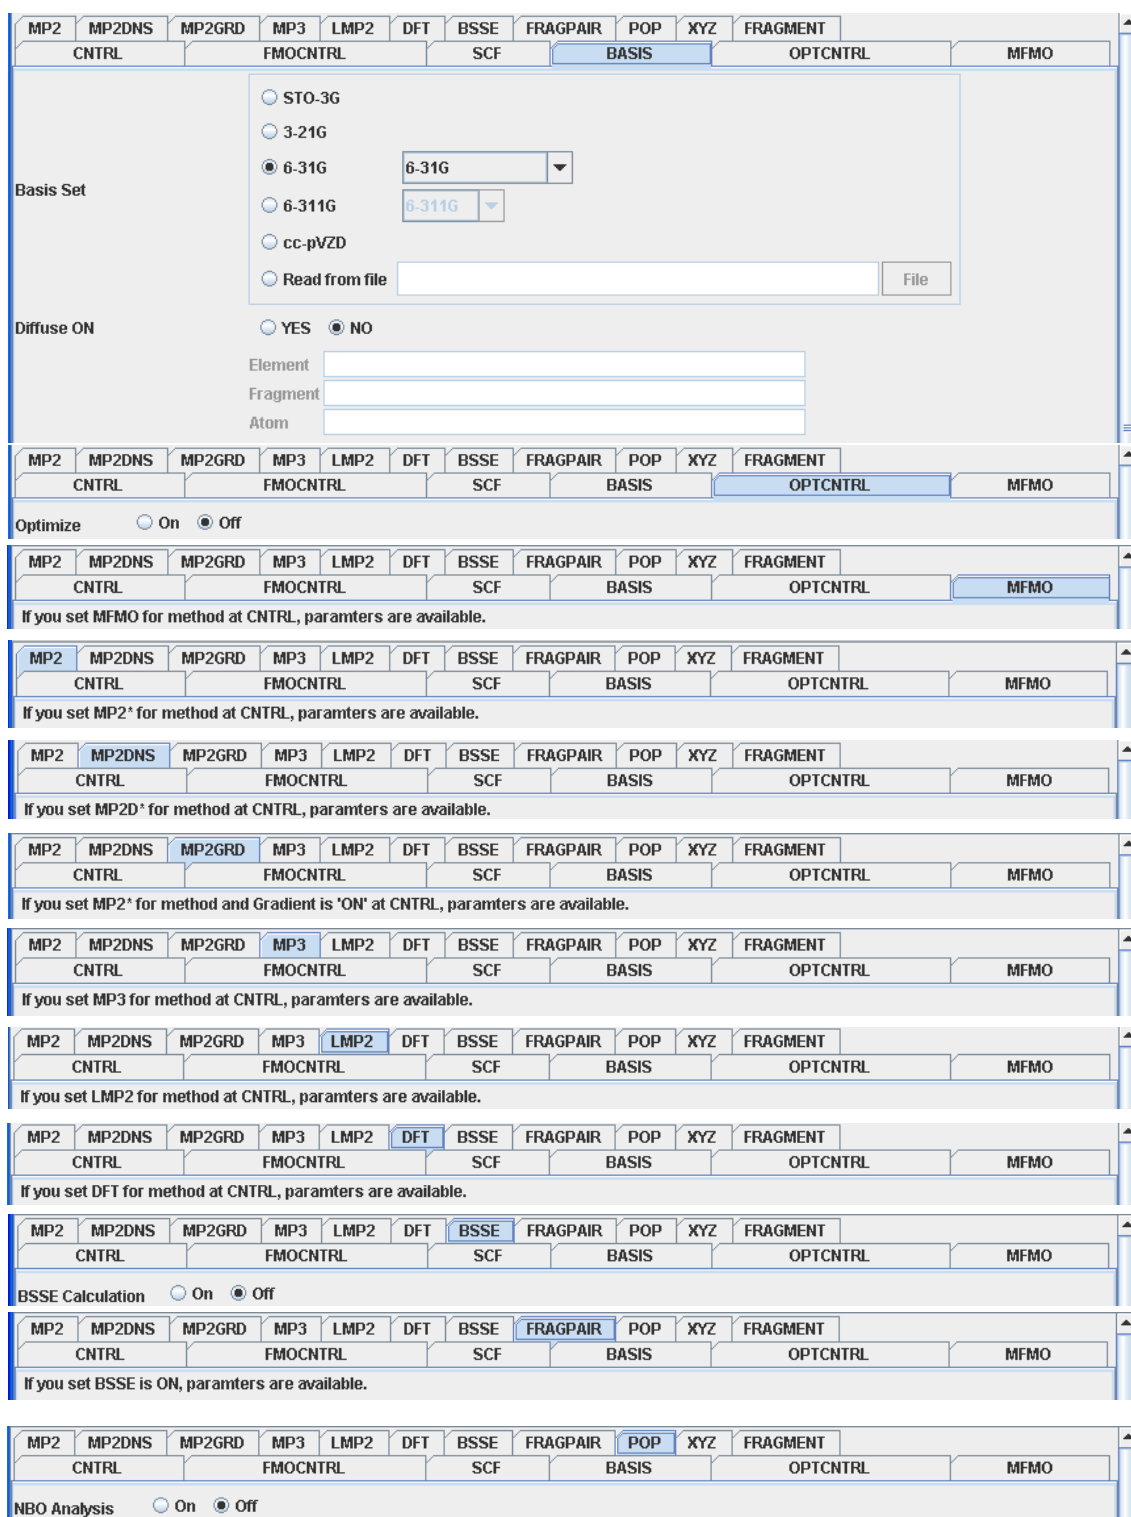 MP2 MP2DNS MP2GRD MP3 LMP2 DFT BSSE FRAGPAIR POP XYZ FRAGMENT
CNTRL FMOCNTRL SCF BASIS OPTCNTRL MFMO
STO-3G
3-21G
6-31G 6-31G
Basis Set
6-311G 6-311G
cc-pVZD
Read from file File
Diffuse ON YES NO
Element
Fragment
Atom
MP2 MP2DNS MP2GRD MP3 LMP2 DFT BSSE FRAGPAIR POP XYZ FRAGMENT
CNTRL FMOCNTRL SCF BASIS OPTCNTRL MFMO
Optimize On Off
MP2 MP2DNS MP2GRD MP3 LMP2 DFT BSSE FRAGPAIR POP XYZ FRAGMENT
CNTRL FMOCNTRL SCF BASIS OPTCNTRL MFMO
If you set MFMO for method at CNTRL, paramters are available.
MP2 MP2DNS MP2GRD MP3 LMP2 DFT BSSE FRAGPAIR POP XYZ FRAGMENT
CNTRL FMOCNTRL SCF BASIS OPTCNTRL MFMO
If you set MP2* for method at CNTRL, paramters are available.
MP2 MP2DNS MP2GRD MP3 LMP2 DFT BSSE FRAGPAIR POP XYZ FRAGMENT
CNTRL FMOCNTRL SCF BASIS OPTCNTRL MFMO
If you set MP2D* for method at CNTRL, paramters are available.
MP2 MP2DNS MP2GRD MP3 LMP2 DFT BSSE FRAGPAIR POP XYZ FRAGMENT
CNTRL FMOCNTRL SCF BASIS OPTCNTRL MFMO
If you set MP2* for method and Gradient is 'ON' at CNTRL, paramters are available.
MP2 MP2DNS MP2GRD MP3 LMP2 DFT BSSE FRAGPAIR POP XYZ FRAGMENT
CNTRL FMOCNTRL SCF BASIS OPTCNTRL MFMO
If you set MP3 for method at CNTRL, paramters are available.
MP2 MP2DNS MP2GRD MP3 LMP2 DFT BSSE FRAGPAIR POP XYZ FRAGMENT
CNTRL FMOCNTRL SCF BASIS OPTCNTRL MFMO
If you set LMP2 for method at CNTRL, paramters are available.
MP2 MP2DNS MP2GRD MP3 LMP2 DFT BSSE FRAGPAIR POP XYZ FRAGMENT
CNTRL FMOCNTRL SCF BASIS OPTCNTRL MFMO
If you set DFT for method at CNTRL, paramters are available.
MP2 MP2DNS MP2GRD MP3 LMP2 DFT BSSE FRAGPAIR POP XYZ FRAGMENT
CNTRL FMOCNTRL SCF BASIS OPTCNTRL MFMO
BSSE Calculation On Off
MP2 MP2DNS MP2GRD MP3 LMP2 DFT BSSE FRAGPAIR POP XYZ FRAGMENT
CNTRL FMOCNTRL SCF BASIS OPTCNTRL MFMO
If you set BSSE is ON, paramters are available.
MP2 MP2DNS MP2GRD MP3 LMP2 DFT BSSE FRAGPAIR POP XYZ FRAGMENT
CNTRL FMOCNTRL SCF BASIS OPTCNTRL MFMO
NBO Analysis On Off